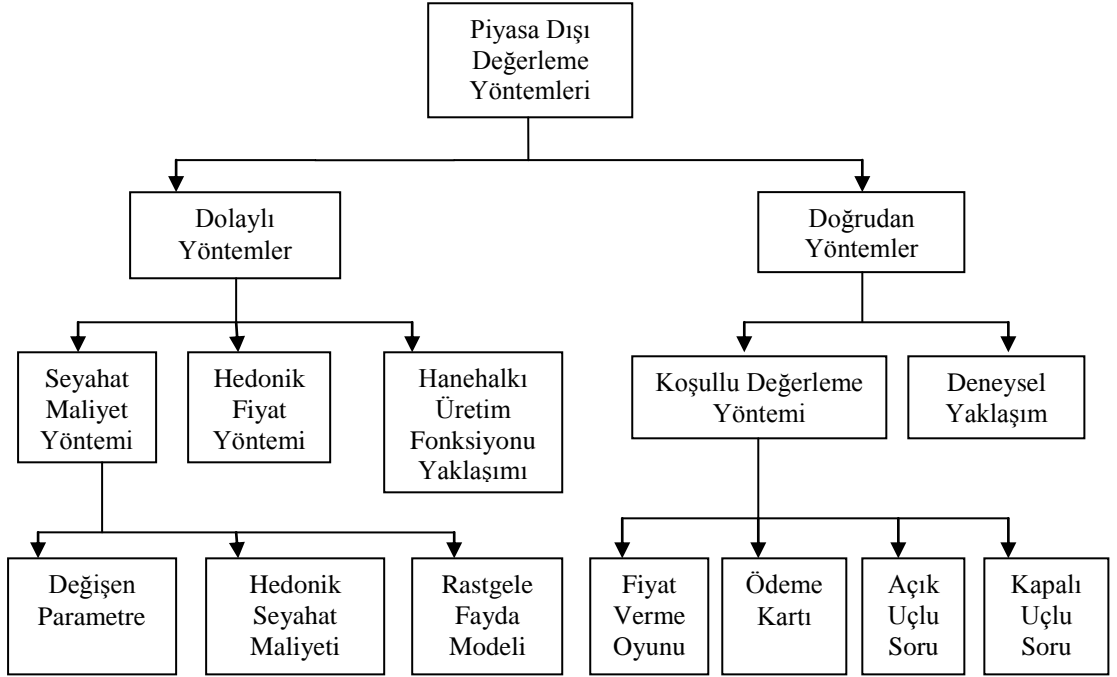 Piyasa Dışı
Değerleme
Yöntemleri
Dolaylı
Yöntemler
Doğrudan
Yöntemler
Seyahat
Maliyet
Yöntemi
Hedonik
Fiyat
Yöntemi
Hanehalkı
Üretim
Fonksiyonu
Yaklaşımı
Koşullu Değerleme
Yöntemi
Deneysel
Yaklaşım
Değişen
Parametre
Hedonik
Seyahat
Maliyeti
Rastgele
Fayda
Modeli
Fiyat
Verme
Oyunu
Ödeme
Kartı
Açık
Uçlu
Soru
Kapalı
Uçlu
Soru